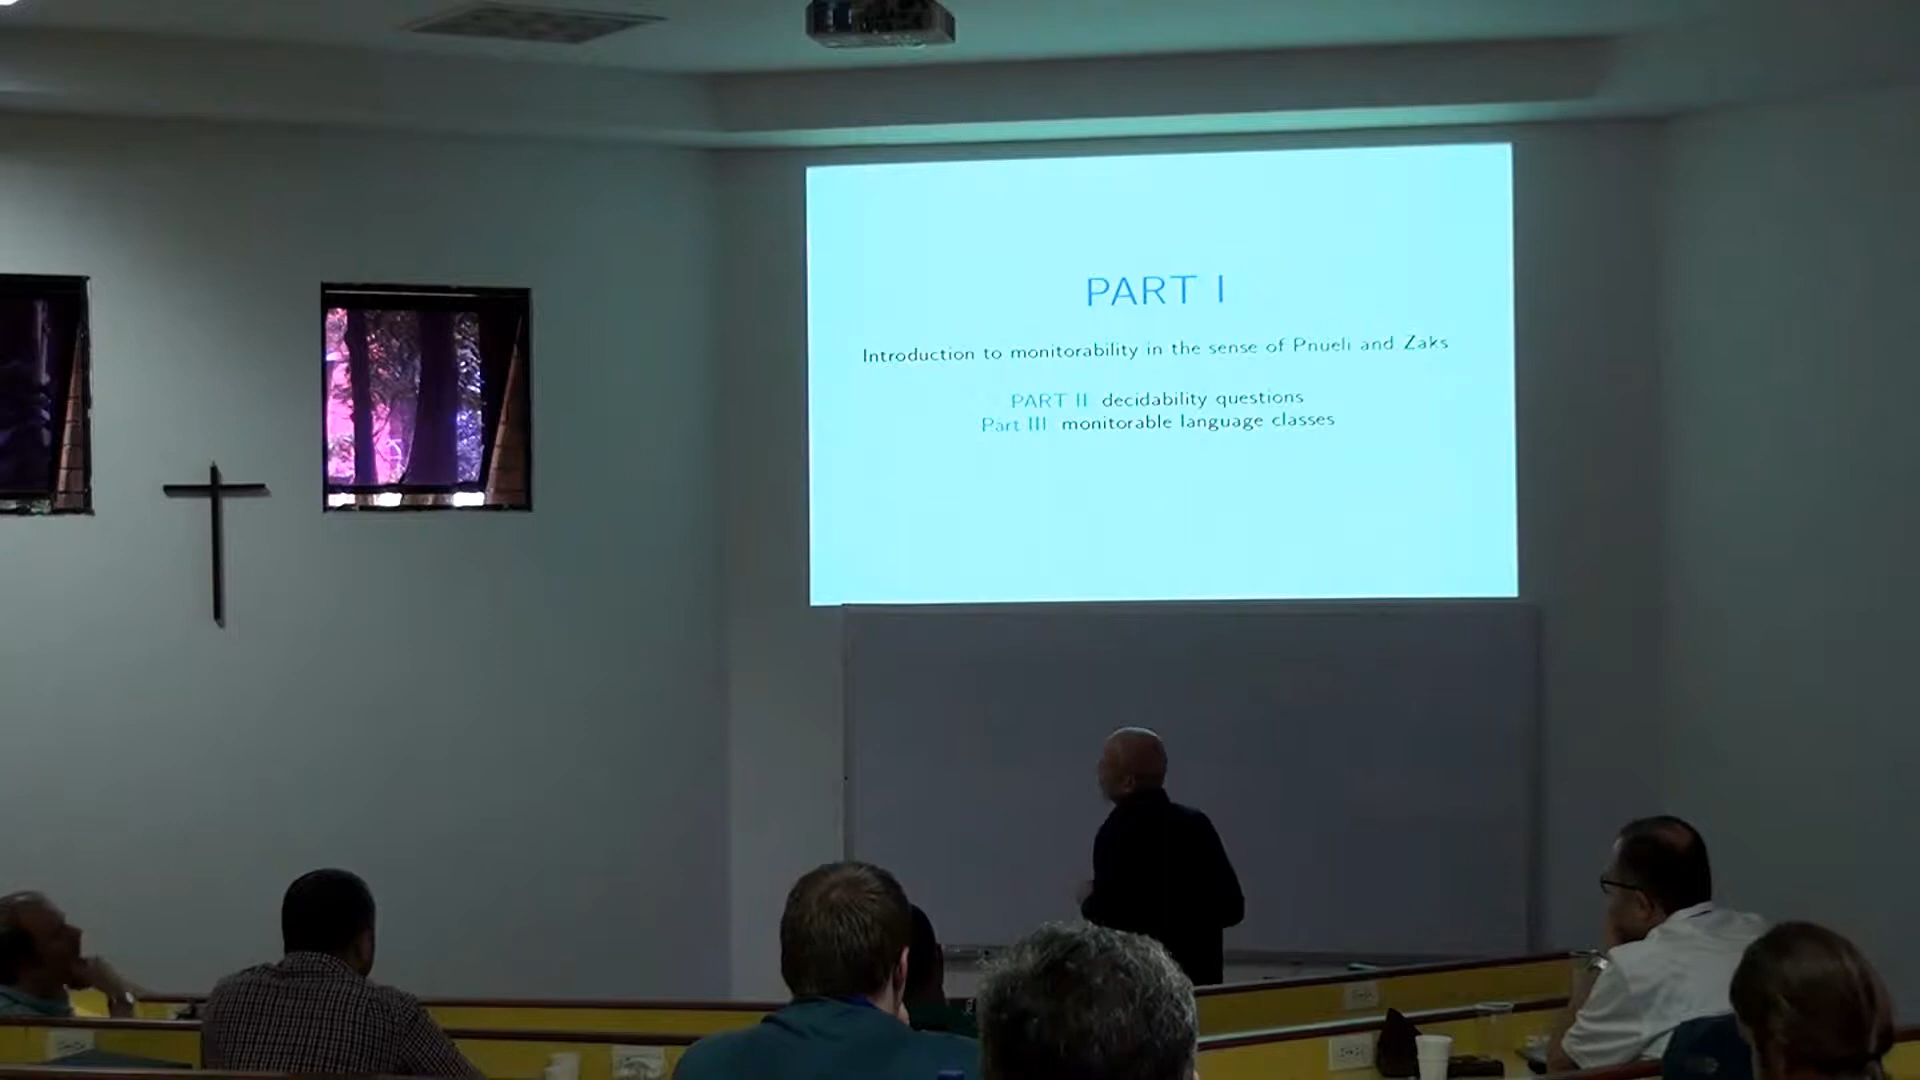 PART I
Introduction to monitorability in the sense of Pnueli and Zaks
PART II decidability questions
Part III monitorable language classes